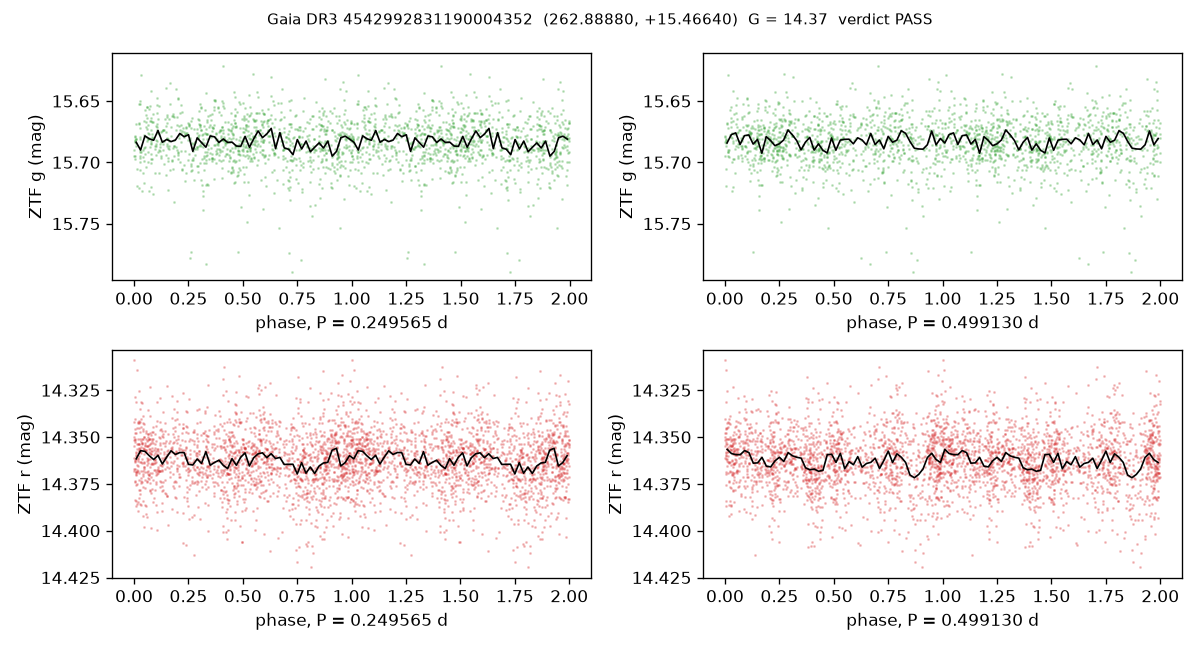 Gaia DR3 4542992831190004352  (262.88880, +15.46640)  G = 14.37  verdict PASS
ZTF g (mag)
15.65
15.70
15.75
0.00 0.25 0.50 0.75 1.00 1.25 1.50 1.75 2.00
phase, P = 0.249565 d
ZTF g (mag)
15.65
15.70
15.75
0.00 0.25 0.50 0.75 1.00 1.25 1.50 1.75 2.00
phase, P = 0.499130 d
ZTF r (mag)
14.325
14.350
14.375
14.400
14.425
0.00 0.25 0.50 0.75 1.00 1.25 1.50 1.75 2.00
phase, P = 0.249565 d
ZTF r (mag)
14.325
14.350
14.375
14.400
14.425
0.00 0.25 0.50 0.75 1.00 1.25 1.50 1.75 2.00
phase, P = 0.499130 d